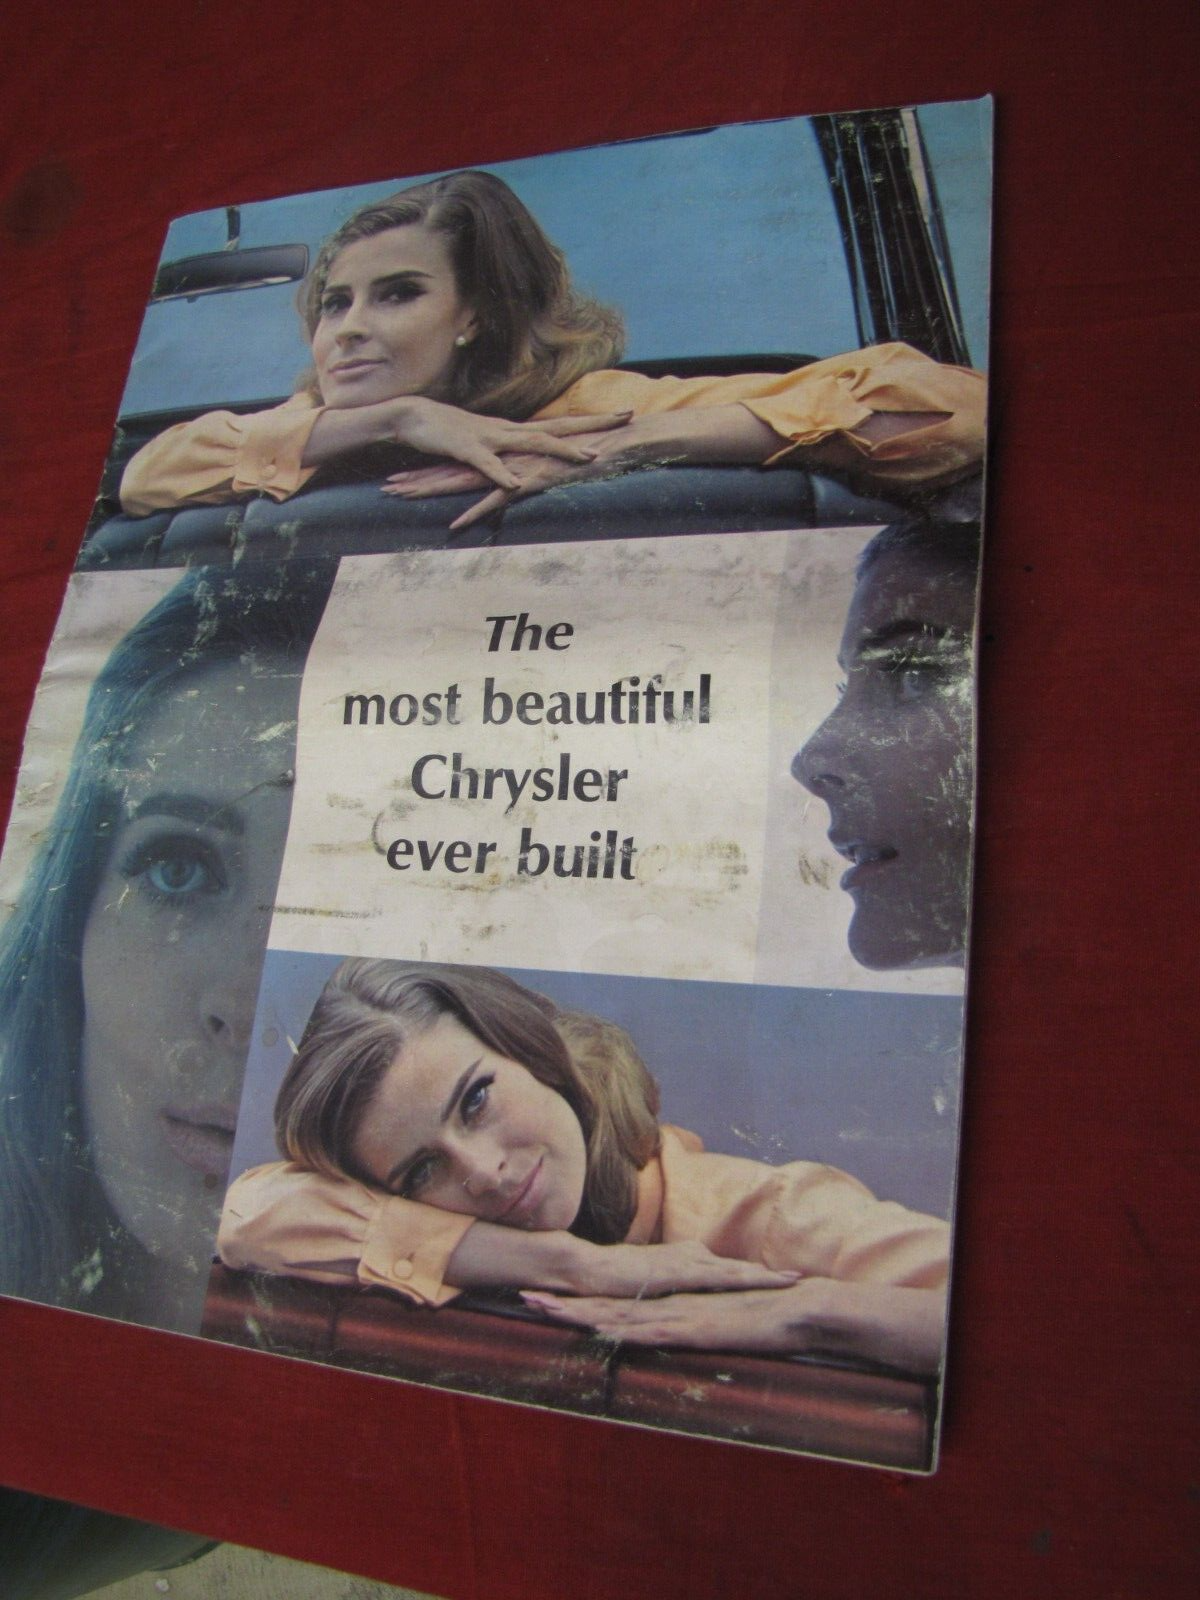 The
most beautiful
Chrysler
ever built